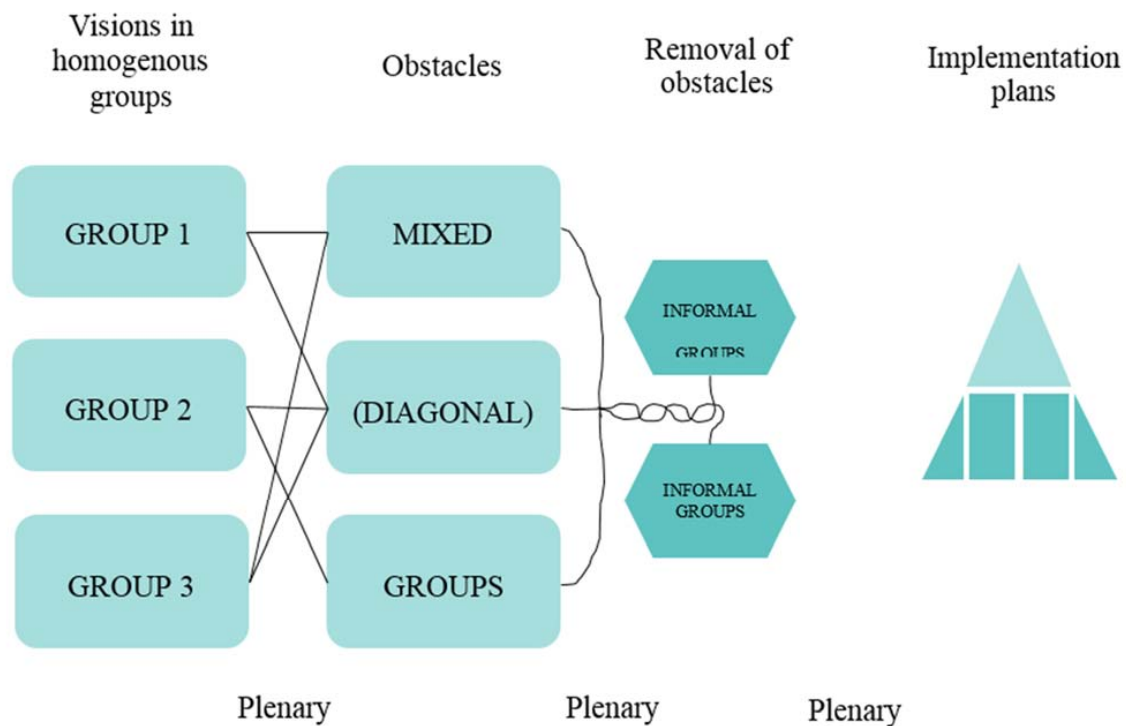 Visions in
homogenous
groups
Obstacles
Removal of
obstacles
Implementation
plans
GROUP 1
MIXED
INFORMAL
GROUPS
GROUP 2
(DIAGONAL)
INFORMAL
GROUPS
GROUP 3
GROUPS
Plenary
Plenary
Plenary